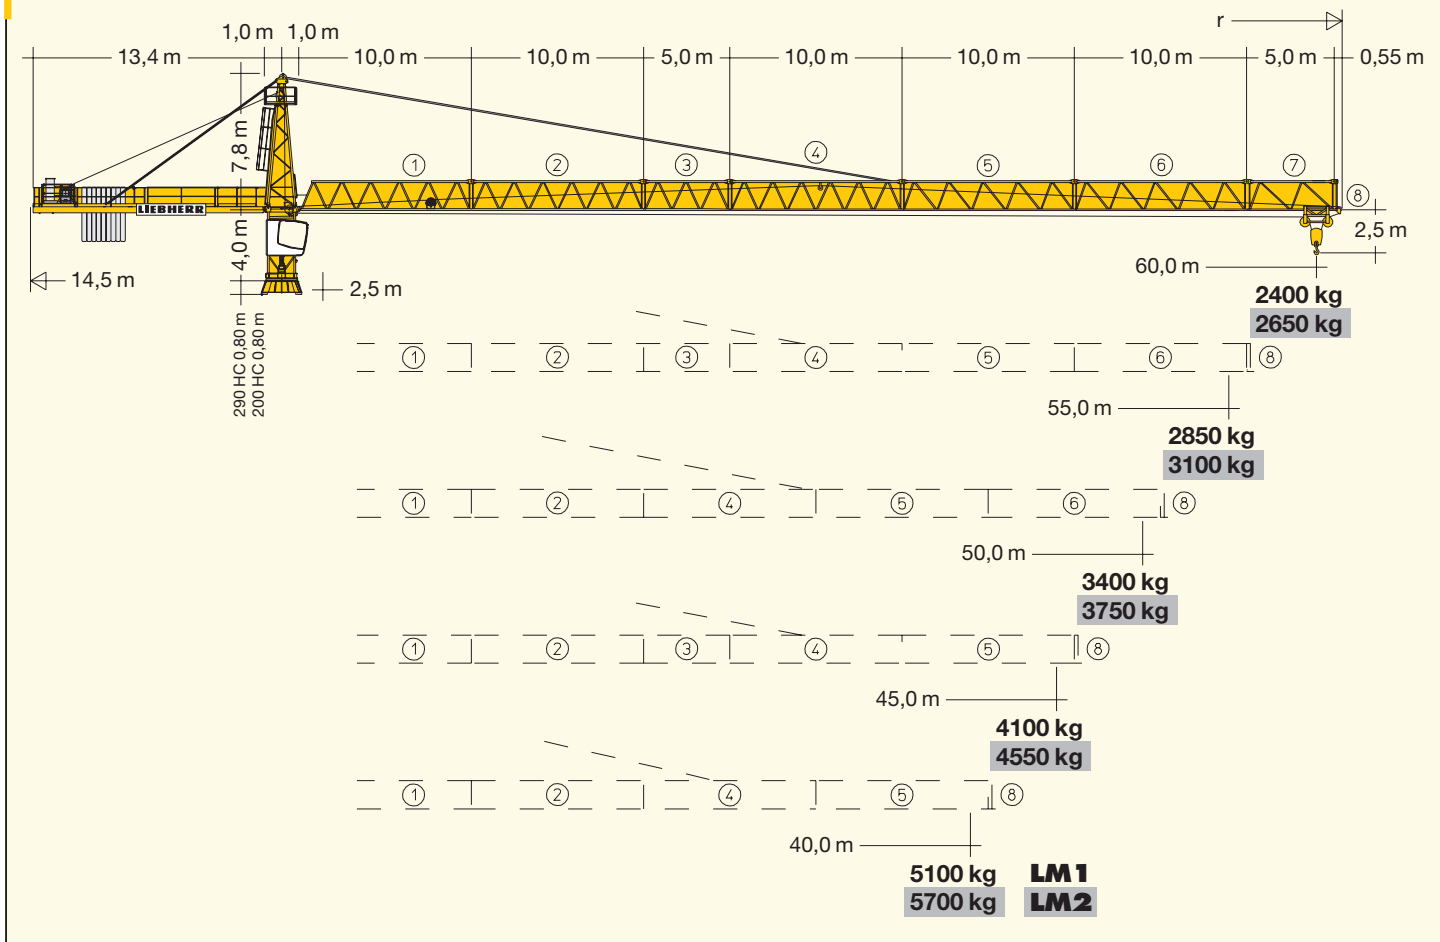 r
1,0 m 1,0 m
13,4 m 10,0 m 10,0 m 5,0 m 10,0 m 10,0 m 10,0 m 5,0 m 0,55 m
7,8 m
1 2 3 4 5 6 7 8
LIEBHERR
4,0 m
2,5 m
14,5 m
2,5 m
60,0 m
2400 kg
2650 kg
290 HC 0,80 m
200 HC 0,80 m
1 2 3 4 5 6 8
55,0 m
2850 kg
3100 kg
1 2 4 5 6 8
50,0 m
3400 kg
3750 kg
1 2 3 4 5 8
45,0 m
4100 kg
4550 kg
1 2 4 5 8
40,0 m
5100 kg LM1
5700 kg LM2